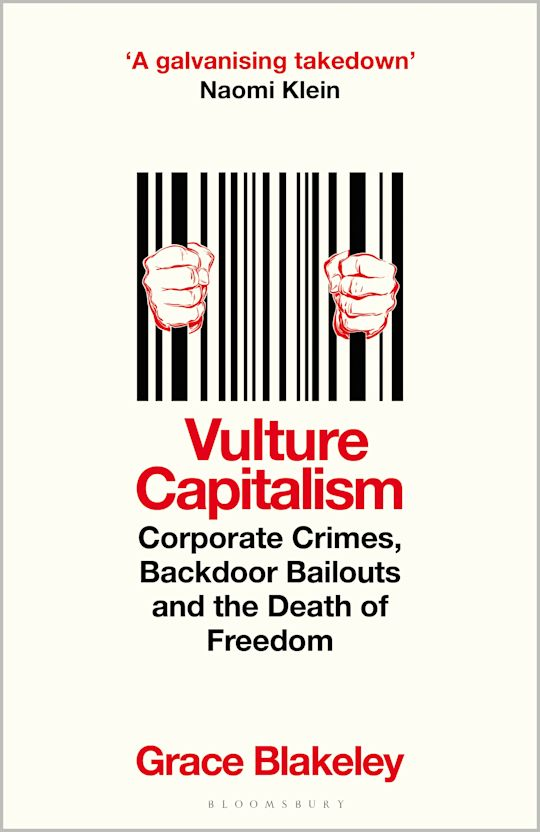 ‘A galvanising takedown’
Naomi Klein
Vulture
Capitalism
Corporate Crimes,
Backdoor Bailouts
and the Death of
Freedom
Grace Blakeley
BLOOMSBURY